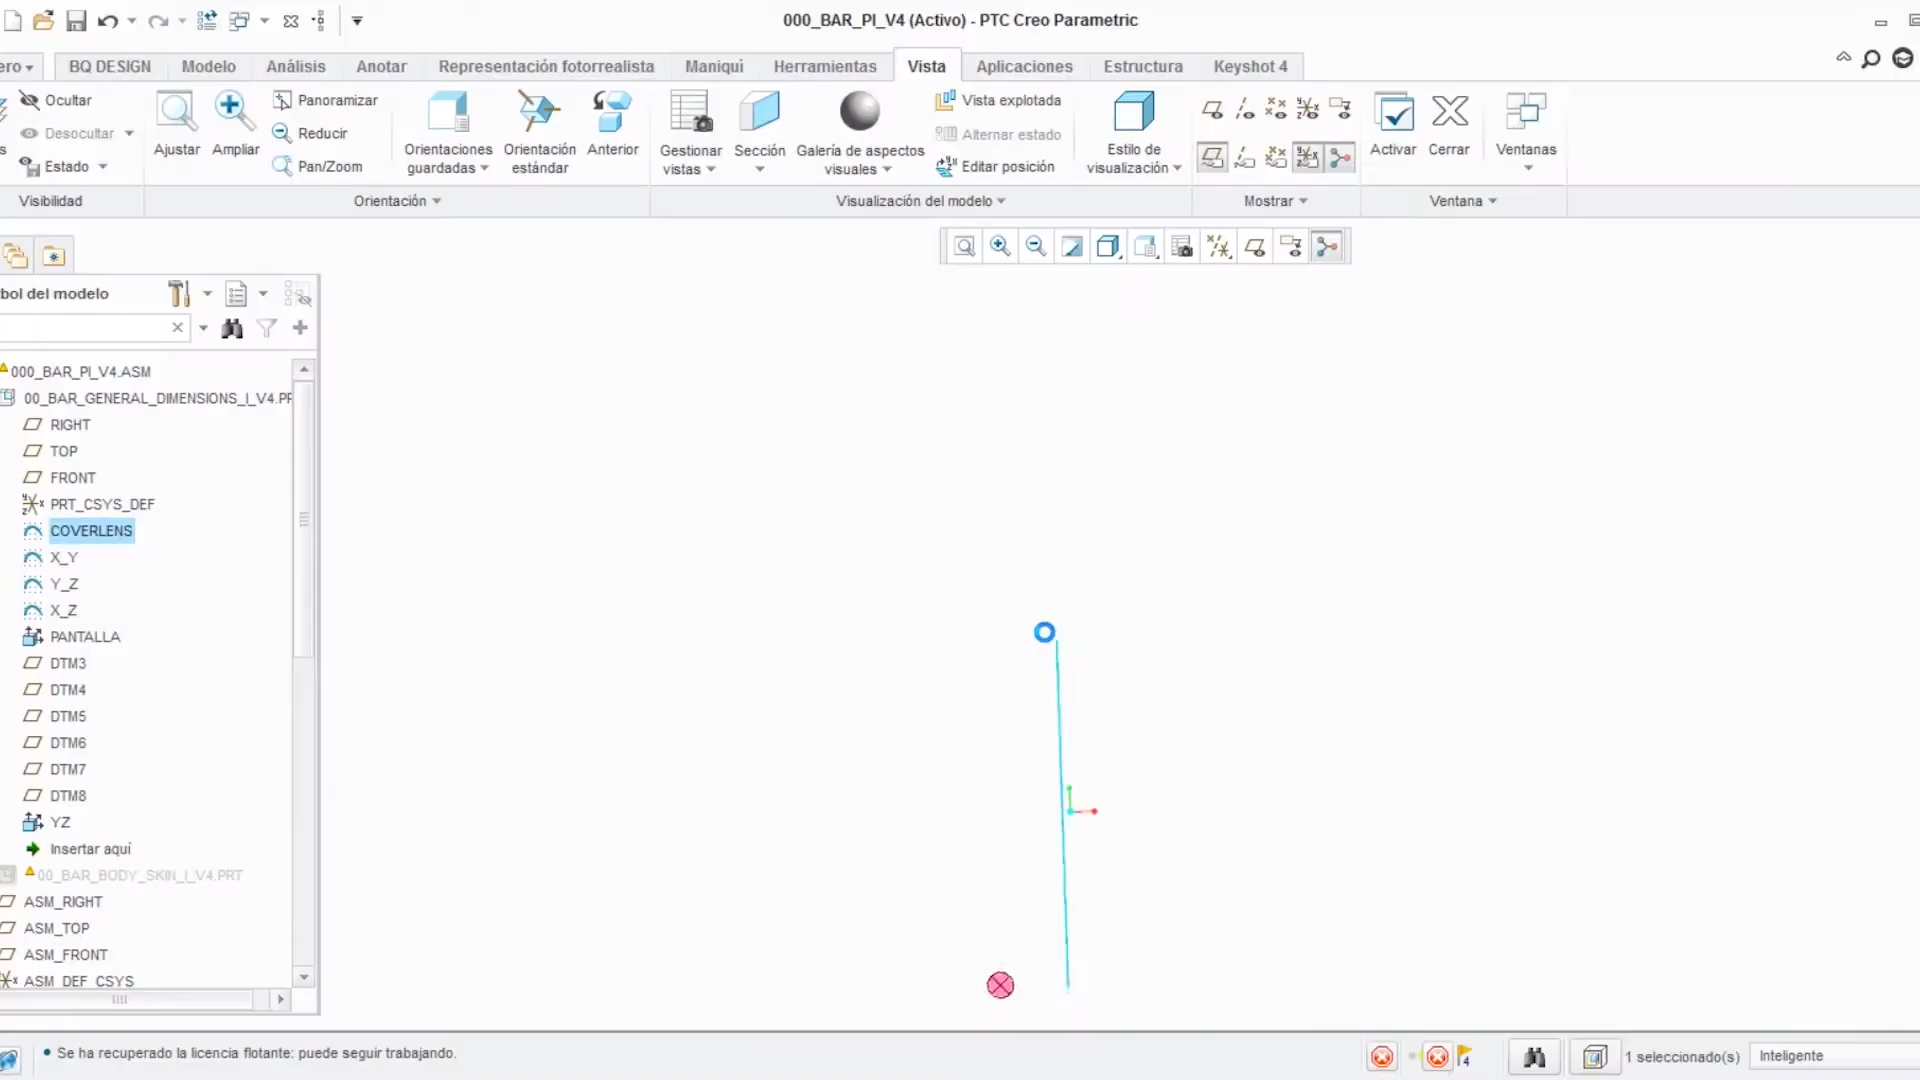 000_BAR_PI_V4 (Activo) - PTC Creo Parametric
ero
BQ DESIGN
Modelo
Análisis
Anotar
Representación fotorrealista
Maniquí
Herramientas
Vista
Aplicaciones
Estructura
Keyshot 4
Ocultar
Desocultar
Estado
Visibilidad
Ajustar
Ampliar
Panoramizar
Reducir
Pan/Zoom
Orientaciones
guardadas
Orientación
estándar
Anterior
Orientación
Gestionar
vistas
Sección
Galería de aspectos
visuales
Vista explotada
Alternar estado
Editar posición
Estilo de
visualización
Visualización del modelo
Mostrar
Activar
Cerrar
Ventanas
Ventana
bol del modelo
000_BAR_PI_V4.ASM
00_BAR_GENERAL_DIMENSIONS_I_V4.PR
RIGHT
TOP
FRONT
PRT_CSYS_DEF
COVERLENS
X_Y
Y_Z
X_Z
PANTALLA
DTM3
DTM4
DTM5
DTM6
DTM7
DTM8
YZ
Insertar aquí
00_BAR_BODY_SKIN_I_V4.PRT
ASM_RIGHT
ASM_TOP
ASM_FRONT
ASM_DEF_CSYS
Se ha recuperado la licencia flotante: puede seguir trabajando.
4
1 seleccionado(s)
Inteligente